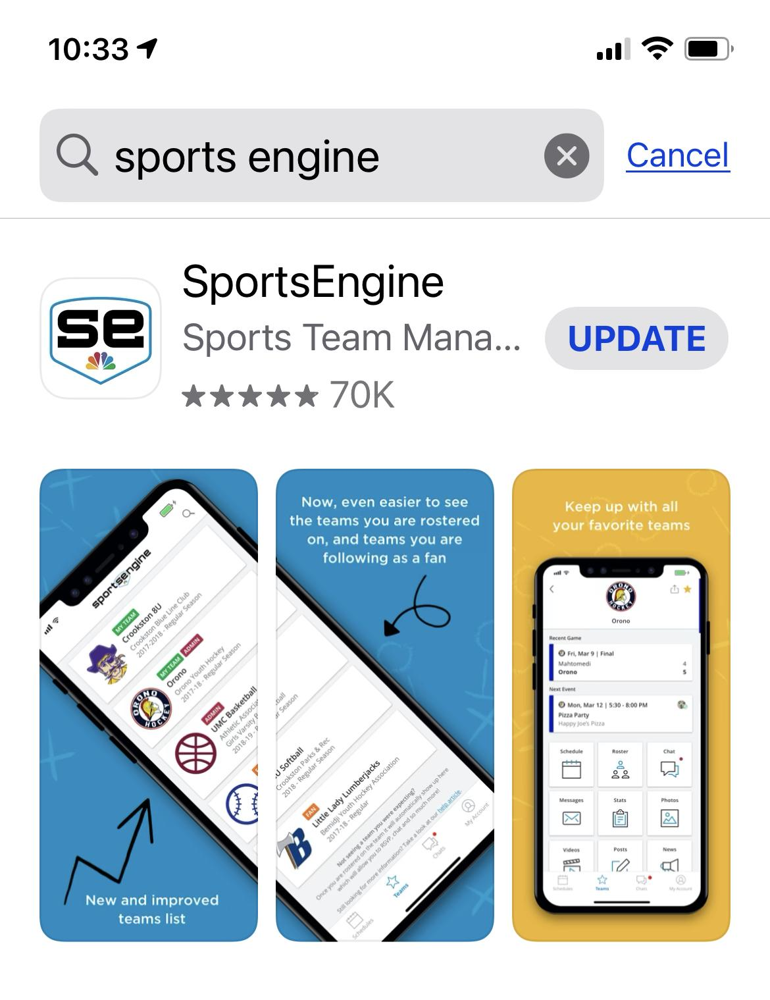 10:33
sports engine
Cancel
SportsEngine
Sports Team Mana...
70K
UPDATE
se
sportsengine
MY TEAM
Crookston 8U
Crookston Blue Line Club
2017-2018 - Regular Season
MY TEAM
ADMIN
Orono
Orono Youth Hockey
2017-18 - Regular Season
ORONO
HOCKEY
ADMIN
UMC Basketball
Athletic Associa
Girls Varsity
2018-19 -
New and improved
teams list
Now, even easier to see
the teams you are rostered
on, and teams you are
following as a fan
ball
r Season
U Softball
Crookston Parks & Rec
2018 - Regular Season
FAN
Little Lady Lumberjacks
Bemidji Youth Hockey Association
2017-18 - Regular
B
Not seeing a team you were expecting?
Once you are rostered on the team it will automatically show up here
which will allow you to RSVP, chat and so much more!
Still looking for more information? Take a look at our help article.
Schedules
Teams
Chats
My Account
Keep up with all
your favorite teams
ORONO
HOCKEY
Orono
Recent Game
Fri, Mar 9 | Final
Mahtomedi 4
Orono 5
Next Event
Mon, Mar 12 | 5:30 - 8:00 PM
Pizza Party
Happy Joe's Pizza
Schedule
Roster
Chat
Messages
Stats
Photos
Videos
Posts
News
Schedules
Teams
Chats
My Account